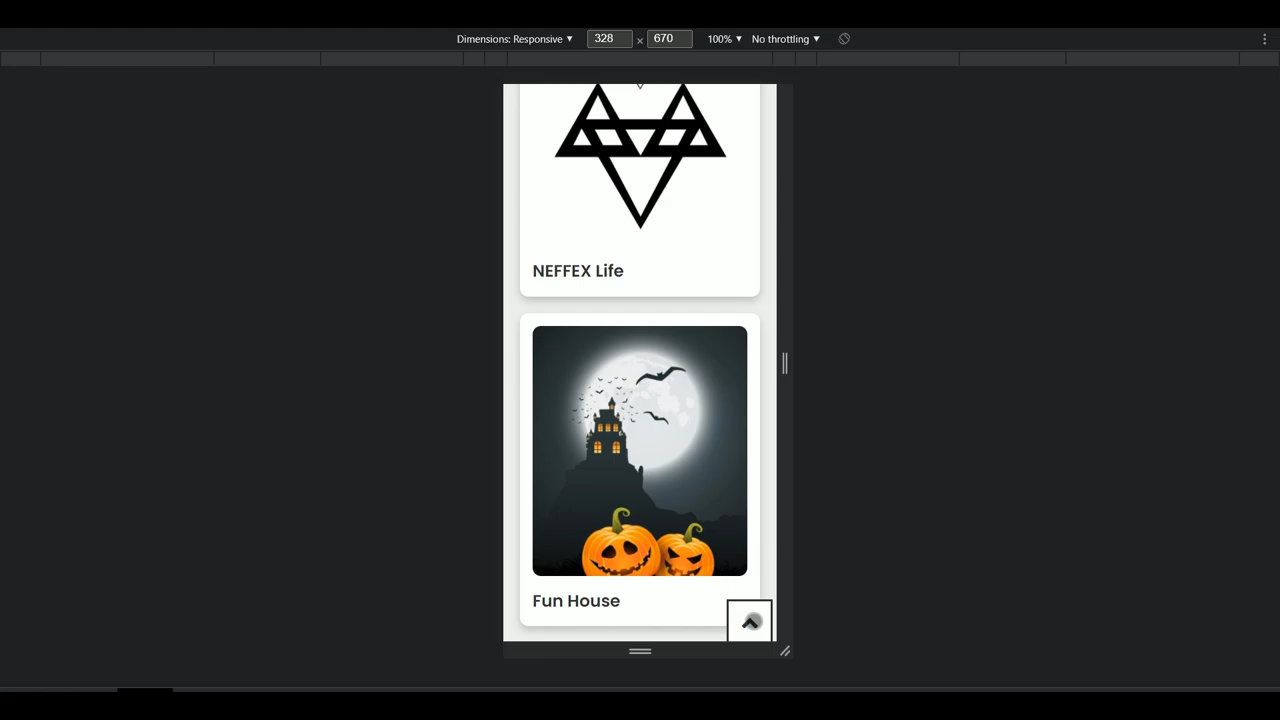 Dimensions: Responsive 328 × 670 100% No throttling
NEFFEX Life
Fun House